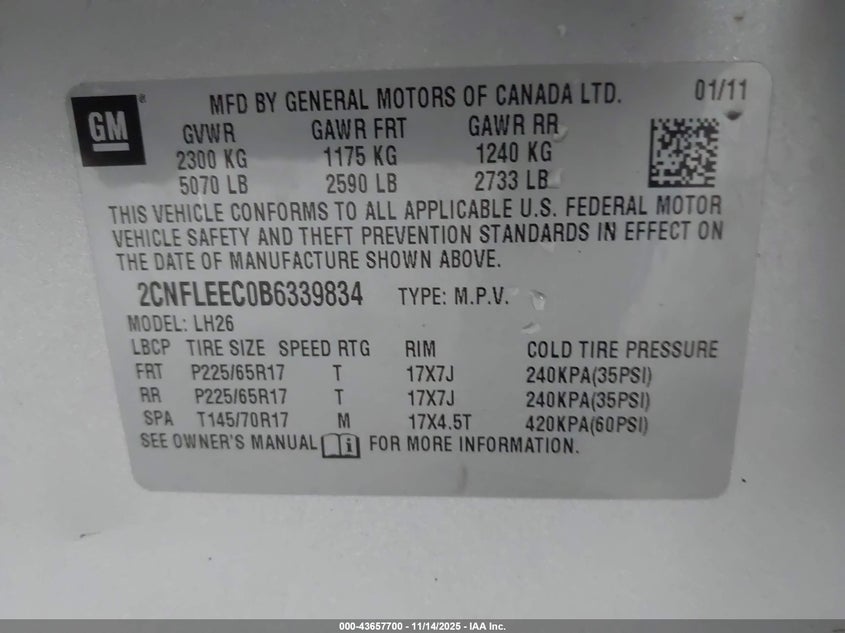 GM ® MFD BY GENERAL MOTORS OF CANADA LTD. 01/11
GVWR GAWR FRT GAWR RR
2300 KG 1175 KG 1240 KG
5070 LB 2590 LB 2733 LB
THIS VEHICLE CONFORMS TO ALL APPLICABLE U.S. FEDERAL MOTOR
VEHICLE SAFETY AND THEFT PREVENTION STANDARDS IN EFFECT ON
THE DATE OF MANUFACTURE SHOWN ABOVE.
2CNFLEEC0B6339834 TYPE: M.P.V.
MODEL: LH26
LBCP TIRE SIZE SPEED RTG RIM COLD TIRE PRESSURE
FRT P225/65R17 T 17X7J 240KPA(35PSI)
RR P225/65R17 T 17X7J 240KPA(35PSI)
SPA T145/70R17 M 17X4.5T 420KPA(60PSI)
SEE OWNER'S MANUAL i FOR MORE INFORMATION.
000-43657700 - 11/14/2025 - IAA Inc.